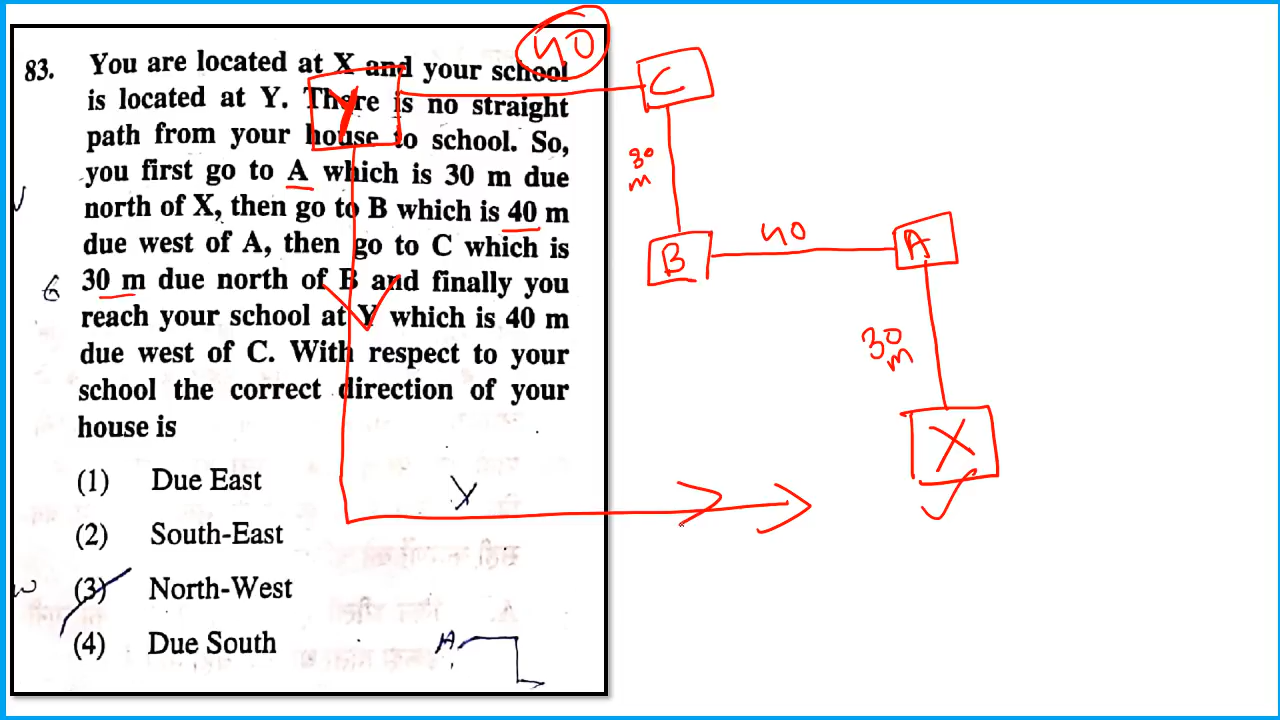 83. You are located at X and your school
is located at Y. There is no straight
path from your house to school. So,
you first go to A which is 30 m due
north of X, then go to B which is 40 m
due west of A, then go to C which is
30 m due north of B and finally you
reach your school at Y which is 40 m
due west of C. With respect to your
school the correct direction of your
house is
(1) Due East
(2) South-East
(3) North-West
(4) Due South
40
Y
C
30
m
B
40
A
30
m
X
Y
A